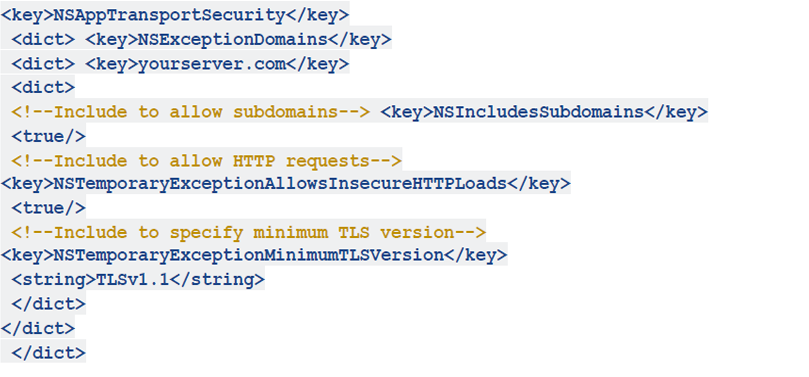 <key>NSAppTransportSecurity</key>
<dict> <key>NSExceptionDomains</key>
<dict> <key>yourserver.com</key>
<dict>
<!--Include to allow subdomains--> <key>NSIncludesSubdomains</key>
<true/>
<!--Include to allow HTTP requests-->
<key>NSTemporaryExceptionAllowsInsecureHTTPLoads</key>
<true/>
<!--Include to specify minimum TLS version-->
<key>NSTemporaryExceptionMinimumTLSVersion</key>
<string>TLSv1.1</string>
</dict>
</dict>
</dict>